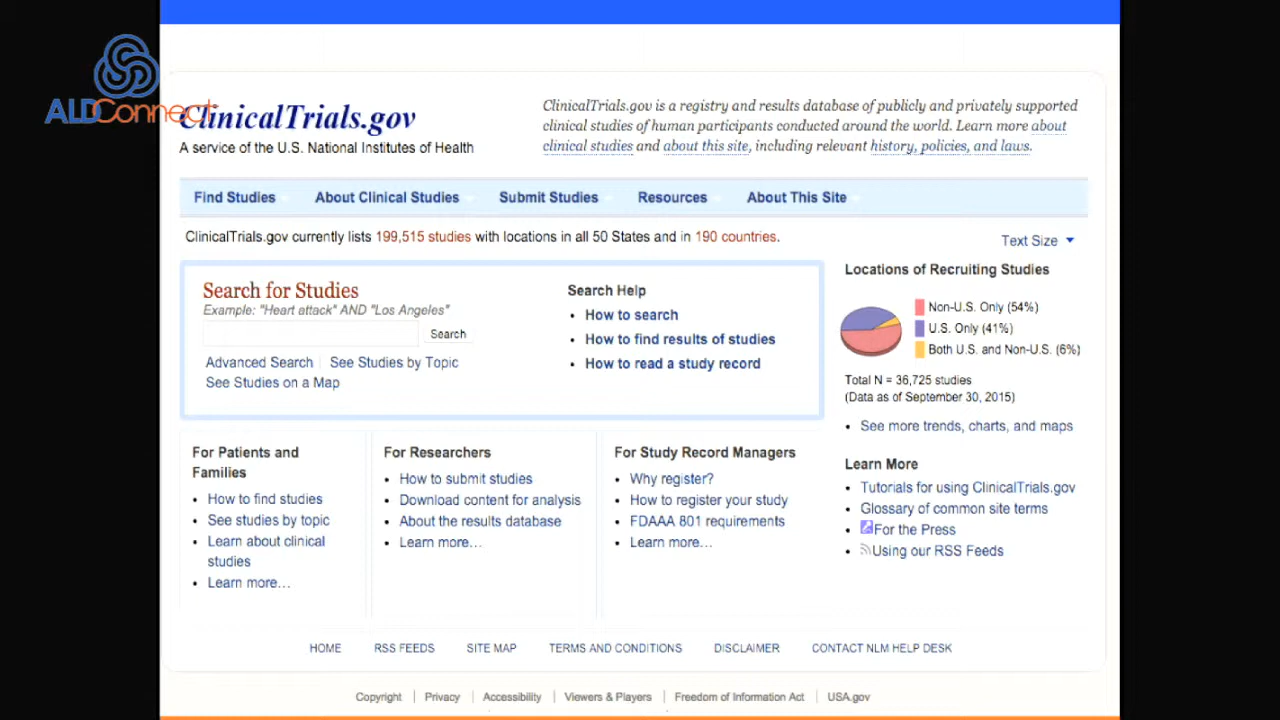 ALDConnect
ClinicalTrials.gov
A service of the U.S. National Institutes of Health
ClinicalTrials.gov is a registry and results database of publicly and privately supported
clinical studies of human participants conducted around the world. Learn more about
clinical studies and about this site, including relevant history, policies, and laws.
Find Studies About Clinical Studies Submit Studies Resources About This Site
ClinicalTrials.gov currently lists 199,515 studies with locations in all 50 States and in 190 countries.
Text Size
Search for Studies
Example: "Heart attack" AND "Los Angeles"
Search
Advanced Search See Studies by Topic
See Studies on a Map
Search Help
• How to search
• How to find results of studies
• How to read a study record
Locations of Recruiting Studies
Non-U.S. Only (54%)
U.S. Only (41%)
Both U.S. and Non-U.S. (6%)
Total N = 36,725 studies
(Data as of September 30, 2015)
• See more trends, charts, and maps
Learn More
• Tutorials for using ClinicalTrials.gov
• Glossary of common site terms
• For the Press
• Using our RSS Feeds
For Patients and
Families
• How to find studies
• See studies by topic
• Learn about clinical
studies
• Learn more…
For Researchers
• How to submit studies
• Download content for analysis
• About the results database
• Learn more…
For Study Record Managers
• Why register?
• How to register your study
• FDAAA 801 requirements
• Learn more…
HOME RSS FEEDS SITE MAP TERMS AND CONDITIONS DISCLAIMER CONTACT NLM HELP DESK
Copyright | Privacy | Accessibility | Viewers & Players | Freedom of Information Act | USA.gov